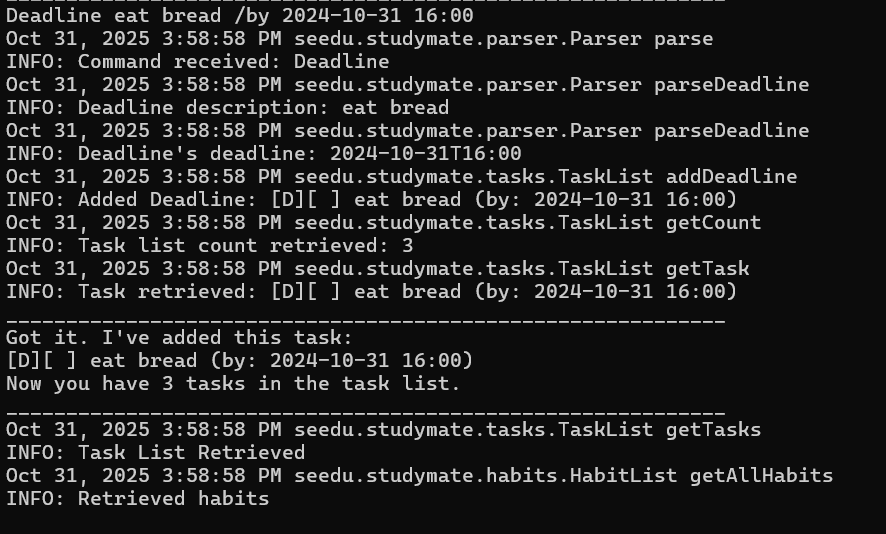 Deadline eat bread /by 2024-10-31 16:00
Oct 31, 2025 3:58:58 PM seedu.studymate.parser.Parser parse
INFO: Command received: Deadline
Oct 31, 2025 3:58:58 PM seedu.studymate.parser.Parser parseDeadline
INFO: Deadline description: eat bread
Oct 31, 2025 3:58:58 PM seedu.studymate.parser.Parser parseDeadline
INFO: Deadline's deadline: 2024-10-31T16:00
Oct 31, 2025 3:58:58 PM seedu.studymate.tasks.TaskList addDeadline
INFO: Added Deadline: [D][ ] eat bread (by: 2024-10-31 16:00)
Oct 31, 2025 3:58:58 PM seedu.studymate.tasks.TaskList getCount
INFO: Task list count retrieved: 3
Oct 31, 2025 3:58:58 PM seedu.studymate.tasks.TaskList getTask
INFO: Task retrieved: [D][ ] eat bread (by: 2024-10-31 16:00)
____________________________________________________________
Got it. I've added this task:
[D][ ] eat bread (by: 2024-10-31 16:00)
Now you have 3 tasks in the task list.
____________________________________________________________
Oct 31, 2025 3:58:58 PM seedu.studymate.tasks.TaskList getTasks
INFO: Task List Retrieved
Oct 31, 2025 3:58:58 PM seedu.studymate.habits.HabitList getAllHabits
INFO: Retrieved habits